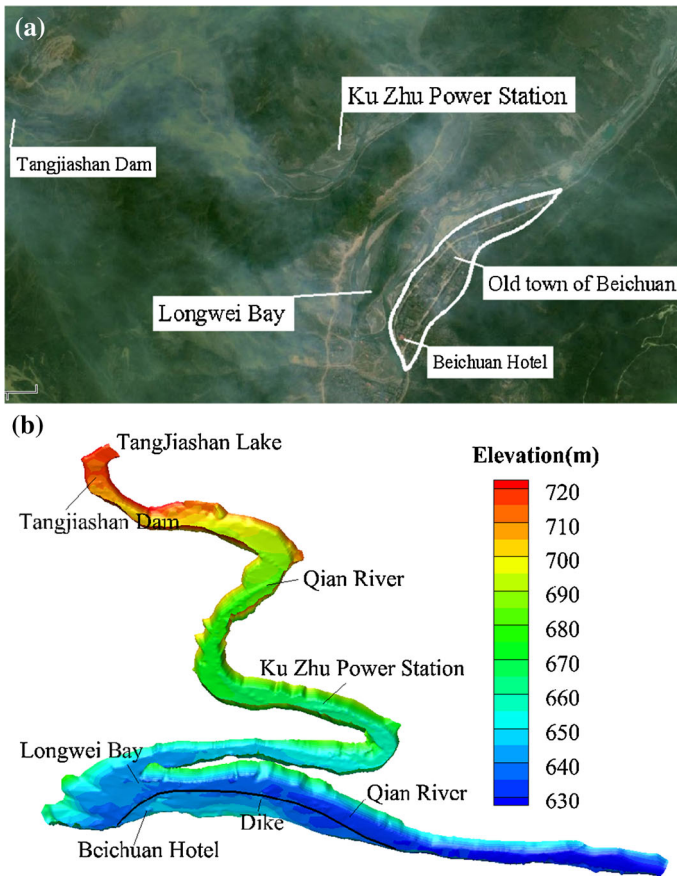 (a)
Ku Zhu Power Station
Tangjiashan Dam
Old town of Beichuan
Longwei Bay
Beichuan Hotel
(b)
TangJiashan Lake
Elevation(m)
Tangjiashan Dam
720
710
700
Qian River
690
680
Ku Zhu Power Station
670
660
650
Longwei Bay
640
Qian River
630
Dike
Beichuan Hotel